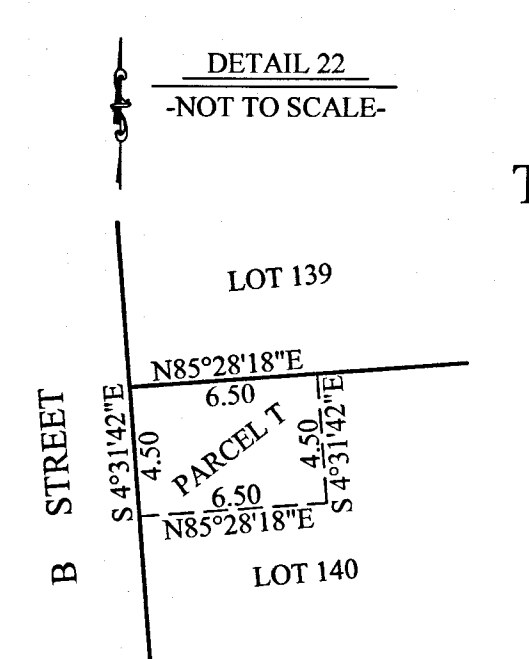 DETAIL 22
-NOT TO SCALE-
T
LOT 139
N85°28'18"E
6.50
B STREET
S 4°31'42"E
4.50
PARCEL T
4.50
S 4°31'42"E
6.50
N85°28'18"E
LOT 140